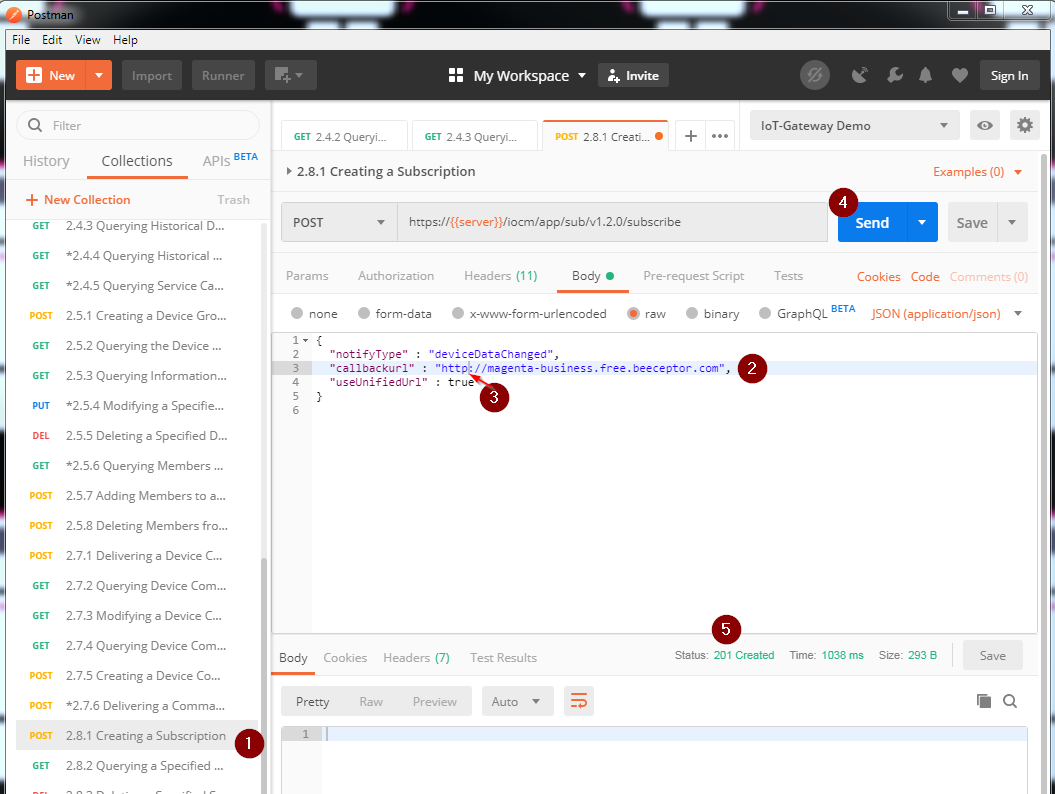 Postman
File Edit View Help
New Import Runner My Workspace Invite Sign In
Filter
History Collections APIs BETA
New Collection Trash
GET 2.4.3 Querying Historical D...
GET *2.4.4 Querying Historical ...
GET *2.4.5 Querying Service Ca...
POST 2.5.1 Creating a Device Gro...
GET 2.5.2 Querying the Device ...
GET 2.5.3 Querying Information...
PUT *2.5.4 Modifying a Specifie...
DEL 2.5.5 Deleting a Specified D...
GET *2.5.6 Querying Members ...
POST 2.5.7 Adding Members to a...
POST 2.5.8 Deleting Members fro...
POST 2.7.1 Delivering a Device C...
GET 2.7.2 Querying Device Com...
GET 2.7.3 Modifying a Device C...
GET 2.7.4 Querying Device Com...
POST 2.7.5 Creating a Device Co...
POST *2.7.6 Delivering a Comma...
POST 2.8.1 Creating a Subscription 1
GET 2.8.2 Querying a Specified ...
GET 2.4.2 Queryi... GET 2.4.3 Queryi... POST 2.8.1 Creati... IoT-Gateway Demo
2.8.1 Creating a Subscription Examples (0)
4
POST https://{{server}}/iocm/app/sub/v1.2.0/subscribe Send Save
Params Authorization Headers (11) Body Pre-request Script Tests Cookies Code Comments (0)
none form-data x-www-form-urlencoded raw binary GraphQL BETA JSON (application/json)
1 {
2 "notifyType" : "deviceDataChanged",
3 "callbackurl" : "http://magenta-business.free.beeceptor.com", 2
4 "useUnifiedUrl" : true
3
5 }
6
5
Body Cookies Headers (7) Test Results Status: 201 Created Time: 1038 ms Size: 293 B Save
Pretty Raw Preview Auto
1